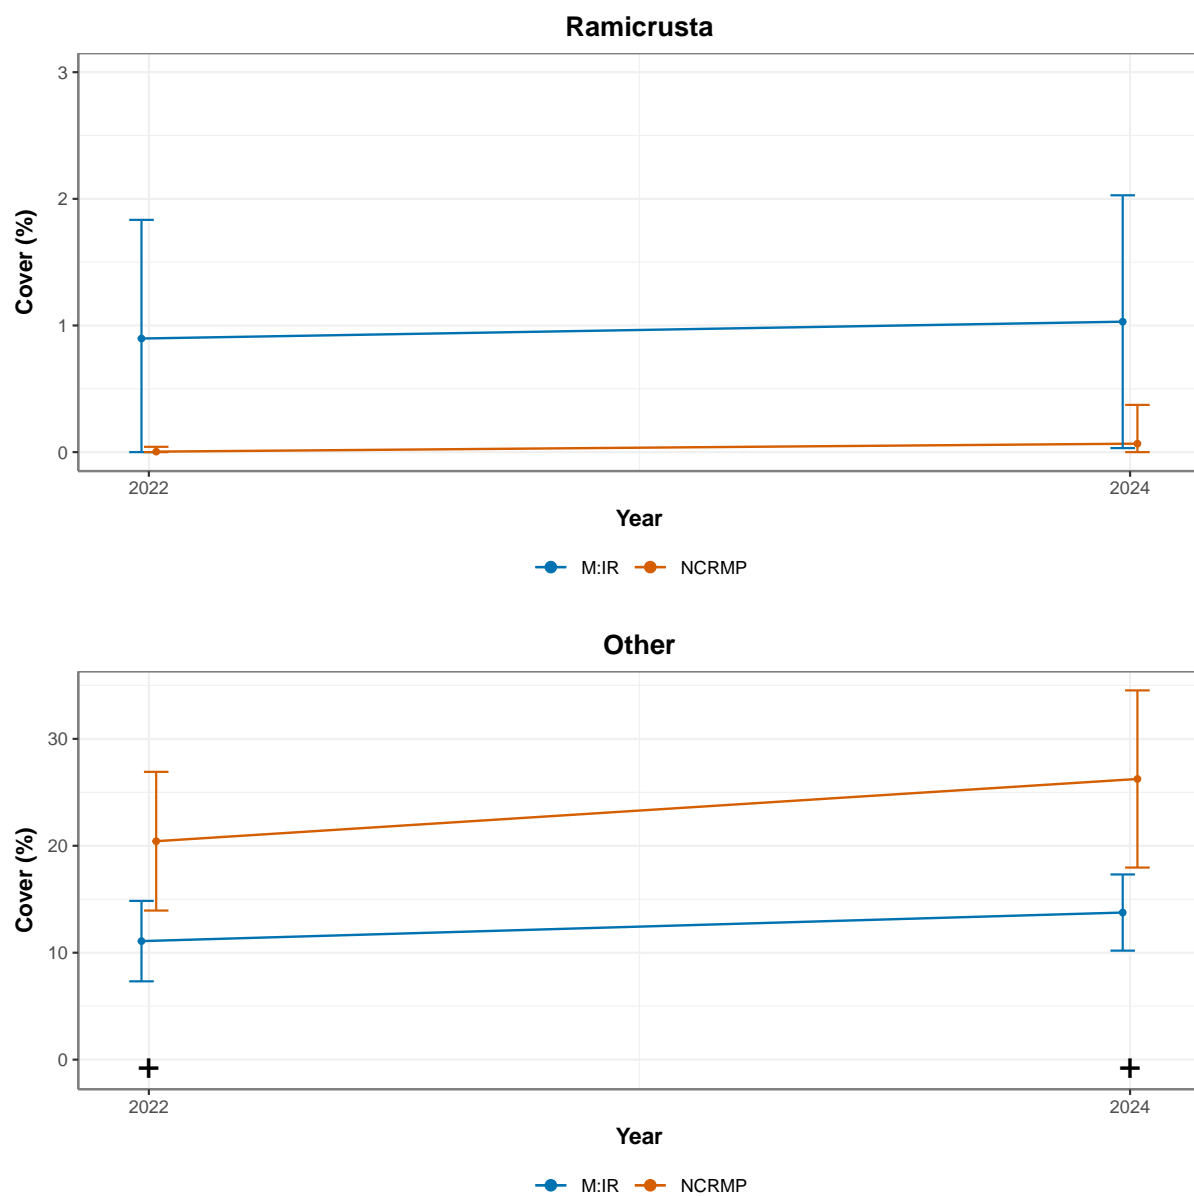 Ramicrusta
3
2
1
0
Cover (%)
2022 2024
Year
M:IR NCRMP
Other
30
20
10
0
Cover (%)
+ +
2022 2024
Year
M:IR NCRMP